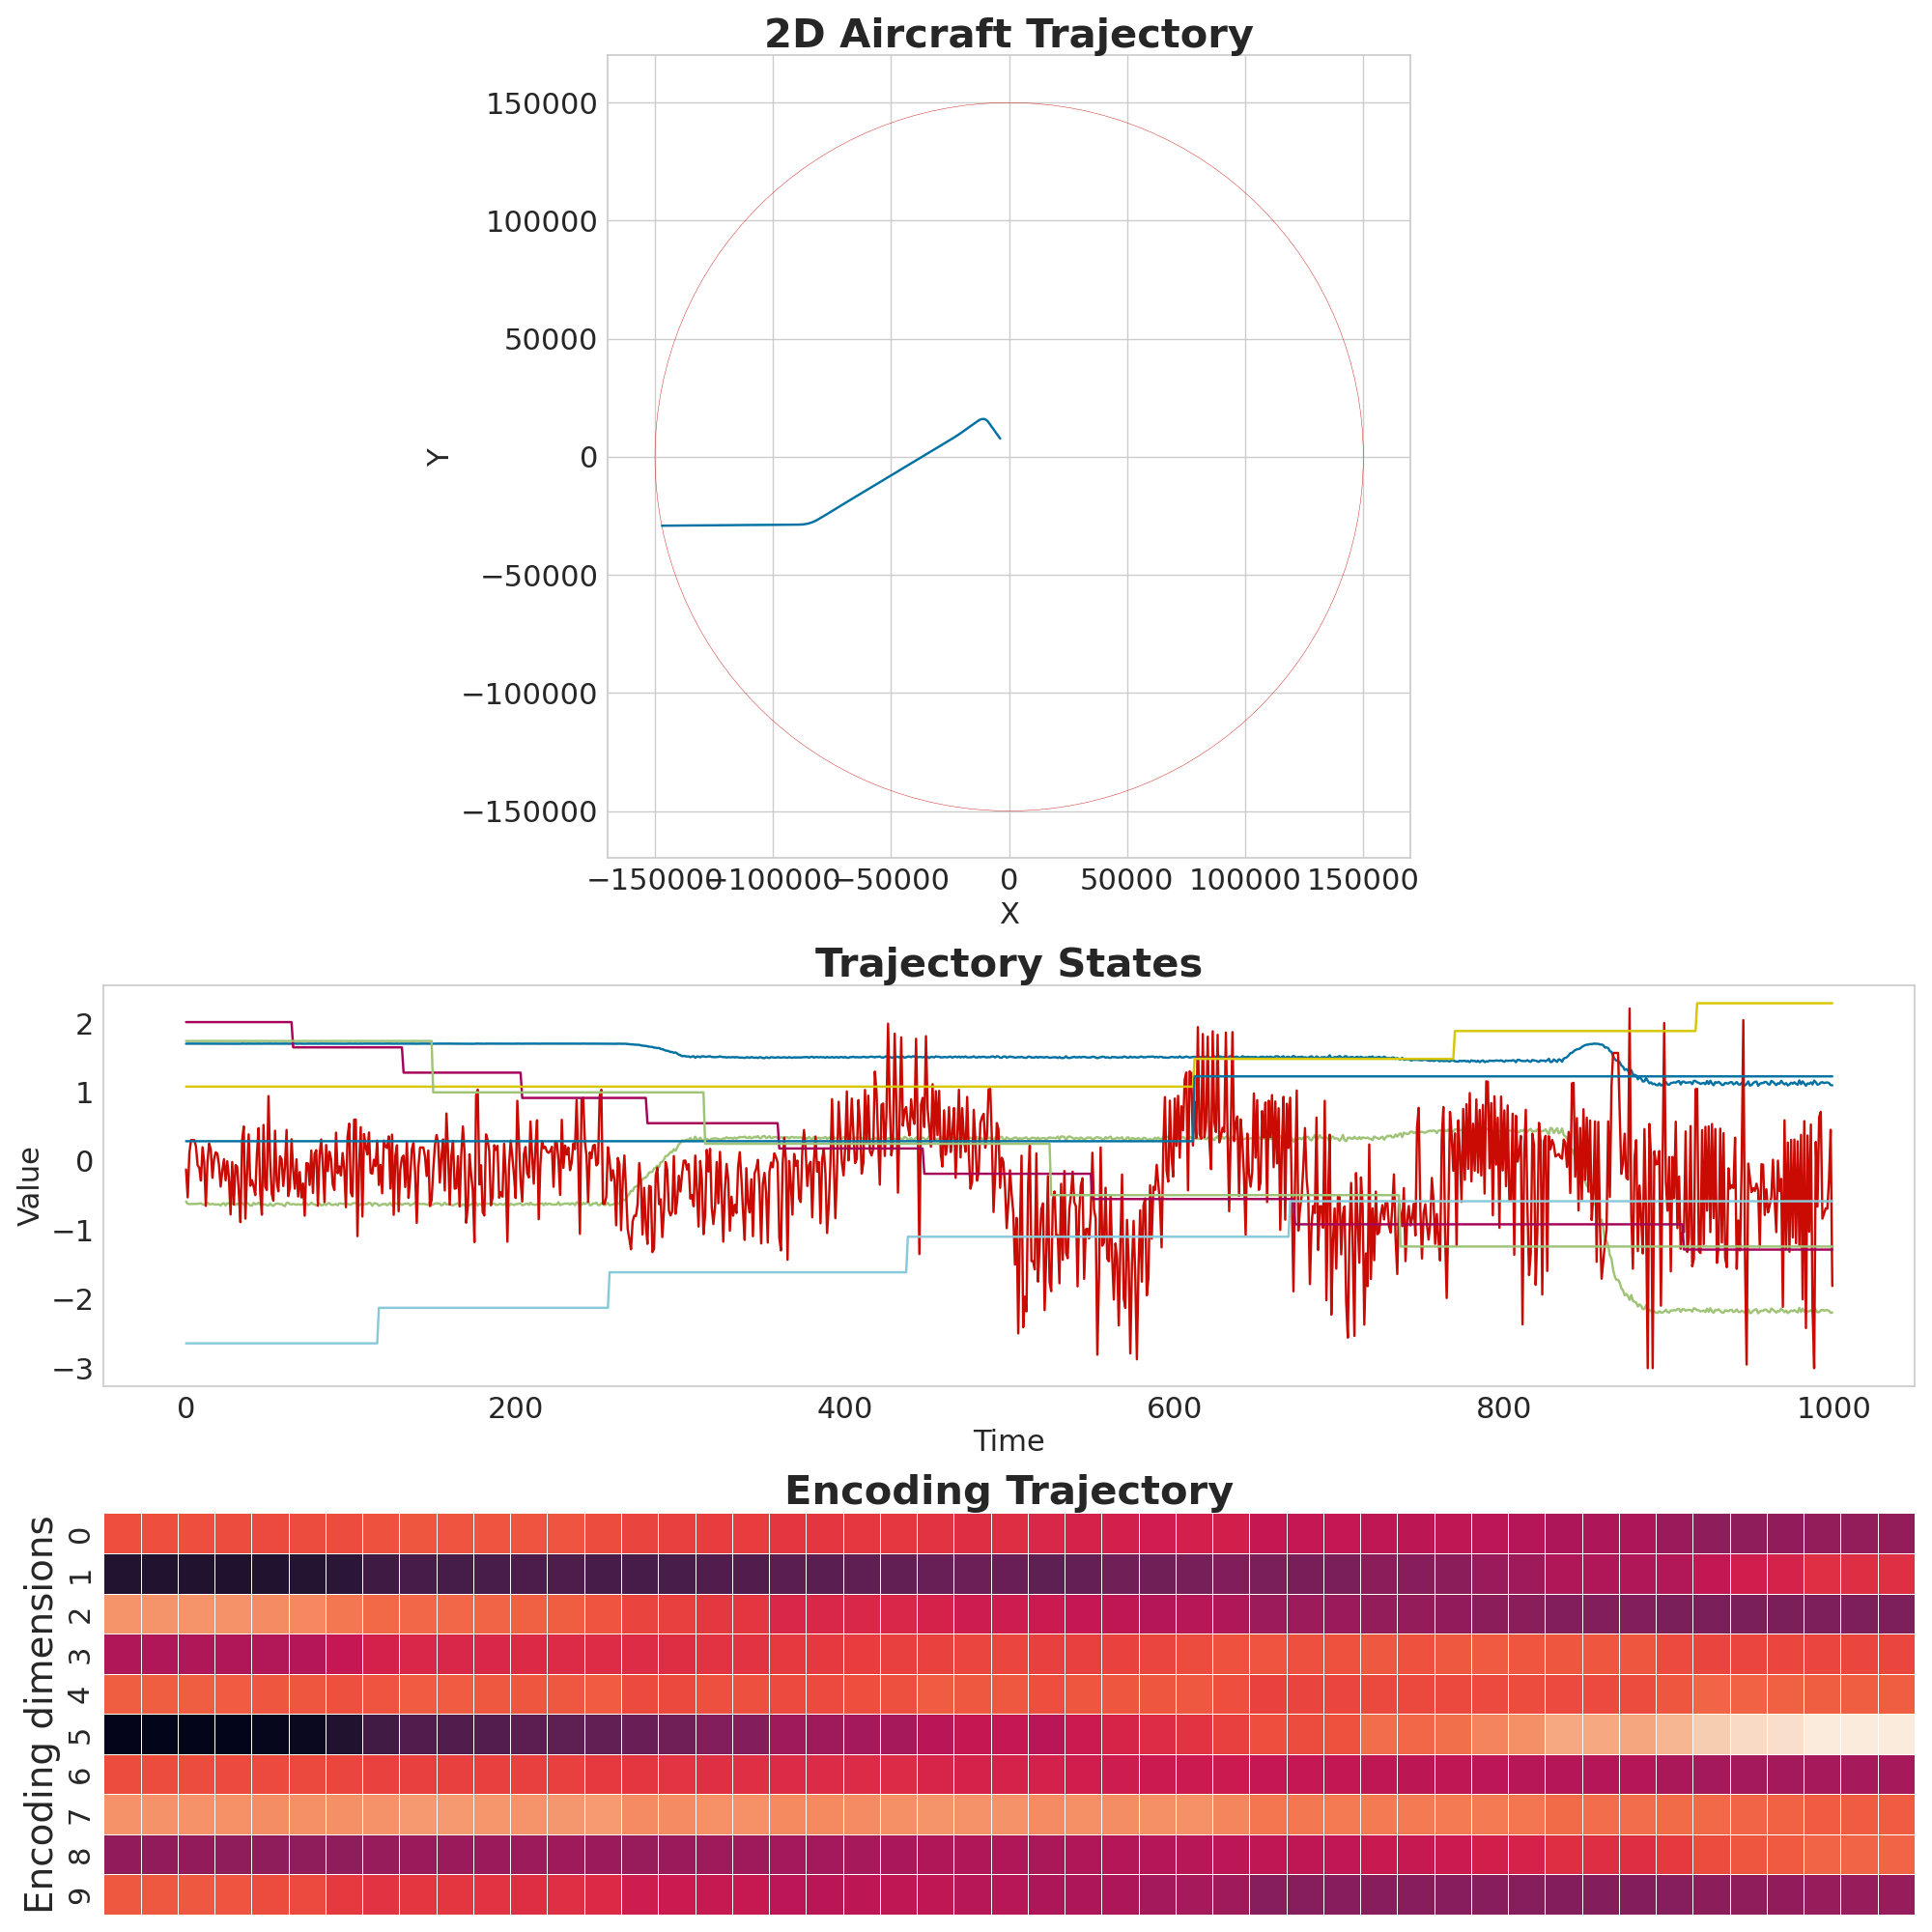 2D Aircraft Trajectory
150000
100000
50000
0
−50000
−100000
−150000
Y
−150000 −100000 −50000 0 50000 100000 150000
X
Trajectory States
2
1
0
−1
−2
−3
Value
0 200 400 600 800 1000
Time
Encoding Trajectory
Encoding dimensions
0
1
2
3
4
5
6
7
8
9